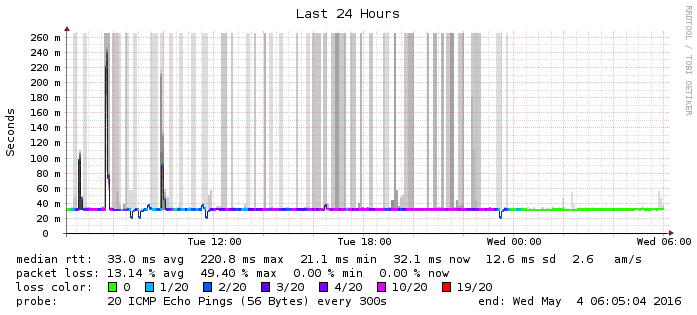 Last 24 Hours
RRDTOOL / TOBI OETIKER
Seconds
260 m
240 m
220 m
200 m
180 m
160 m
140 m
120 m
100 m
80 m
60 m
40 m
20 m
0
Tue 12:00 Tue 18:00 Wed 00:00 Wed 06:00
median rtt: 33.0 ms avg 220.8 ms max 21.1 ms min 32.1 ms now 12.6 ms sd 2.6 am/s
packet loss: 13.14 % avg 49.40 % max 0.00 % min 0.00 % now
loss color: 0 1/20 2/20 3/20 4/20 10/20 19/20
probe: 20 ICMP Echo Pings (56 Bytes) every 300s end: Wed May 4 06:05:04 2016